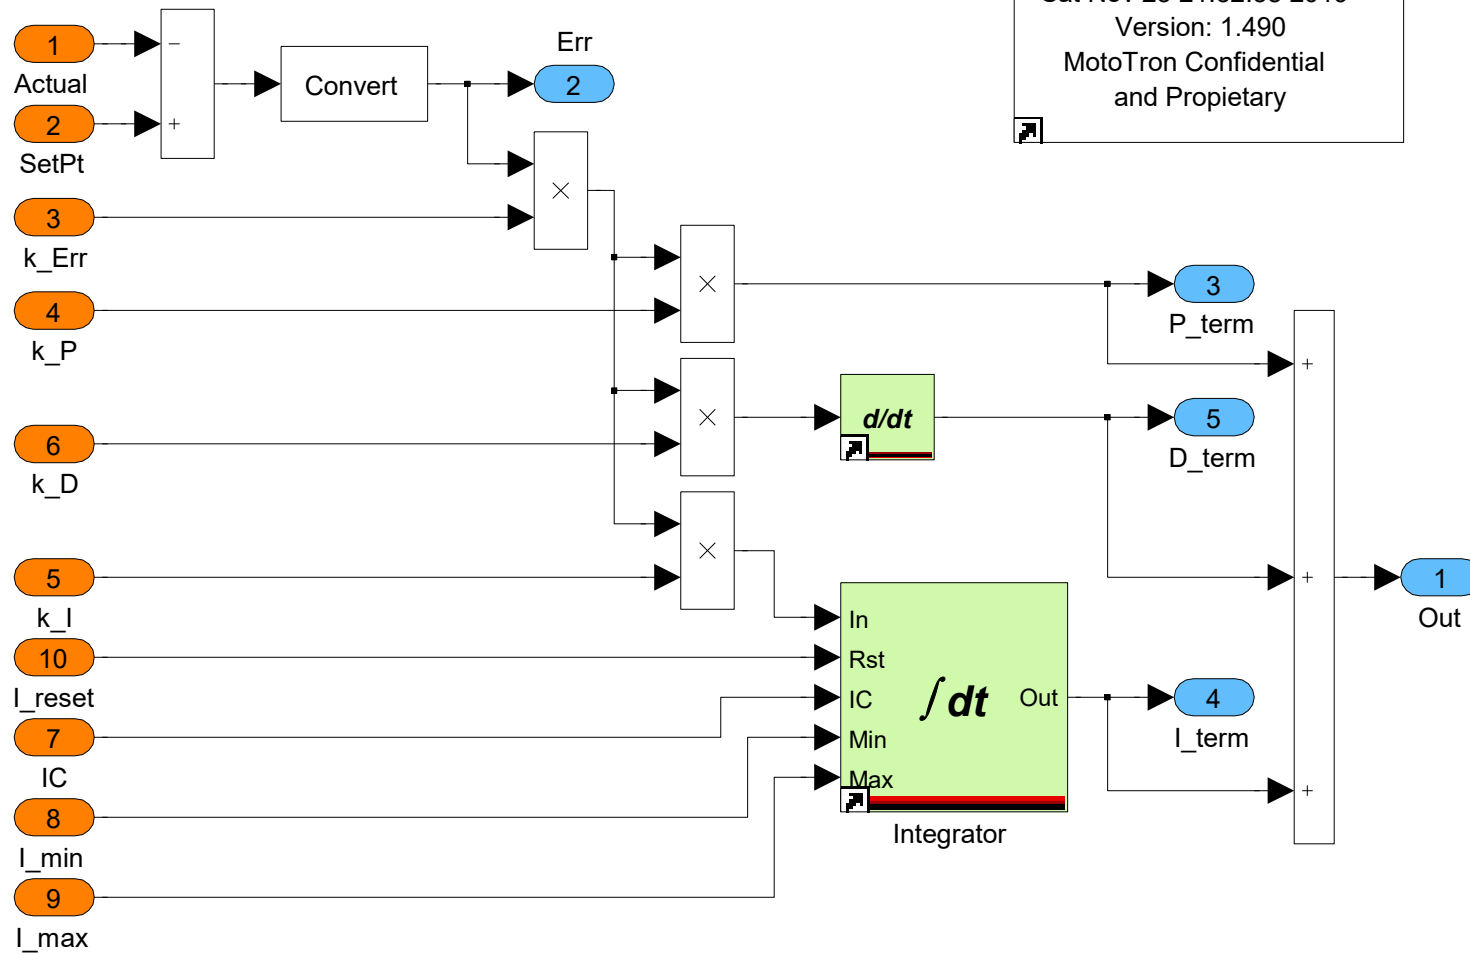 Version: 1.490
MotoTron Confidential
and Propietary
1
Actual
2
SetPt
Convert
Err
2
3
k_Err
4
k_P
6
k_D
5
k_I
10
I_reset
7
IC
8
I_min
9
I_max
−
+
×
×
×
×
d/dt
In
Rst
IC
Min
Max
∫dt
Out
Integrator
3
P_term
5
D_term
4
I_term
+
+
+
1
Out